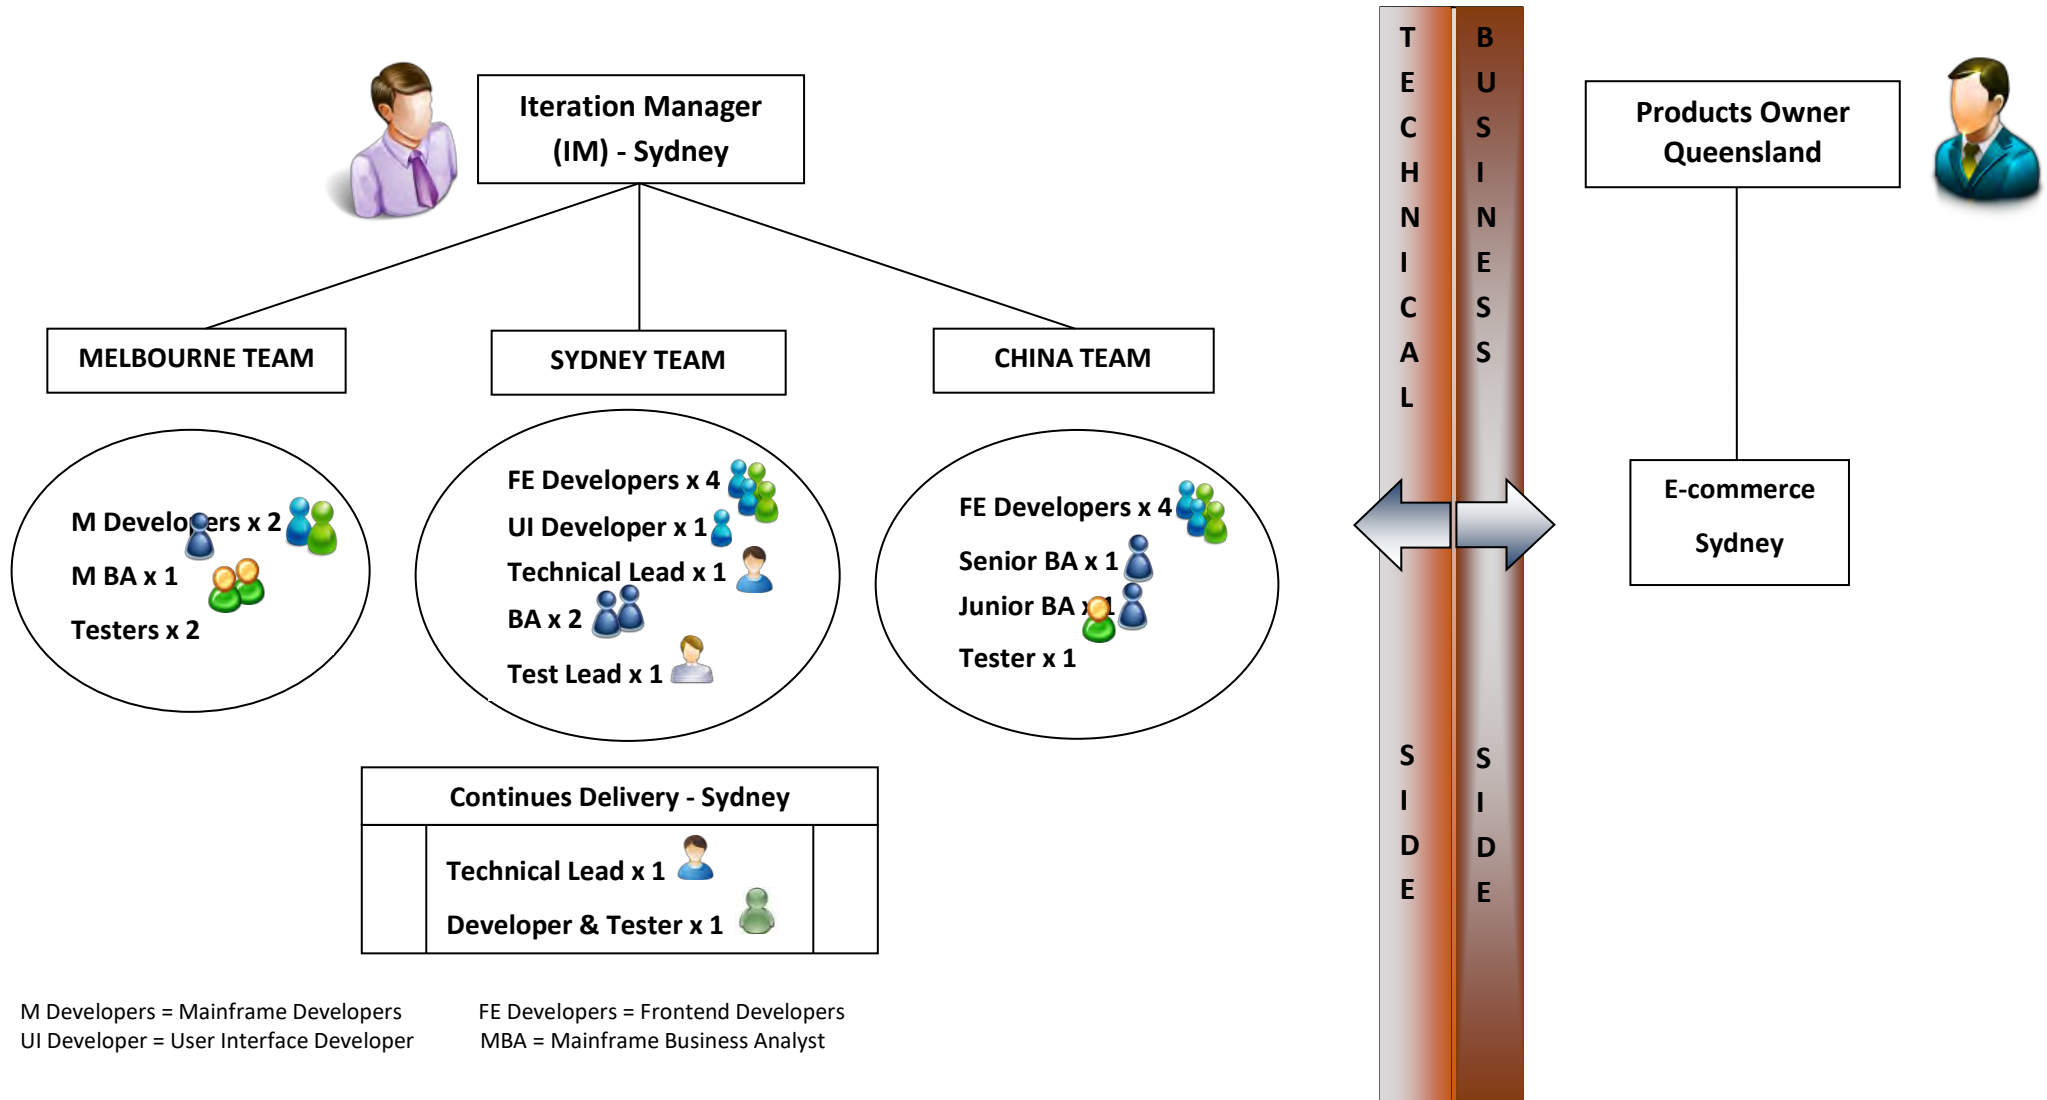 Iteration Manager
(IM) - Sydney
MELBOURNE TEAM
SYDNEY TEAM
CHINA TEAM
M Developers x 2
M BA x 1
Testers x 2
FE Developers x 4
UI Developer x 1
Technical Lead x 1
BA x 2
Test Lead x 1
FE Developers x 4
Senior BA x 1
Junior BA x 1
Tester x 1
Continues Delivery - Sydney
Technical Lead x 1
Developer & Tester x 1
M Developers = Mainframe Developers
FE Developers = Frontend Developers
UI Developer = User Interface Developer
MBA = Mainframe Business Analyst
TECHNICAL SIDE
BUSINESS SIDE
Products Owner
Queensland
E-commerce
Sydney